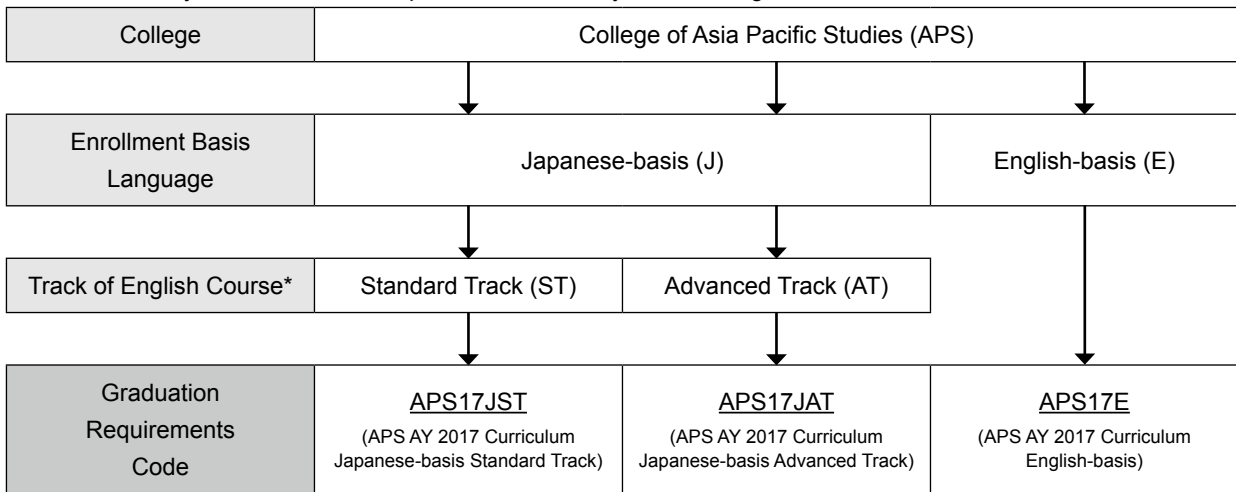 College
College of Asia Pacific Studies (APS)
Enrollment Basis
Language
Japanese-basis (J)
English-basis (E)
Track of English Course*
Standard Track (ST)
Advanced Track (AT)
Graduation
Requirements
Code
APS17JST
(APS AY 2017 Curriculum
Japanese-basis Standard Track)
APS17JAT
(APS AY 2017 Curriculum
Japanese-basis Advanced Track)
APS17E
(APS AY 2017 Curriculum
English-basis)